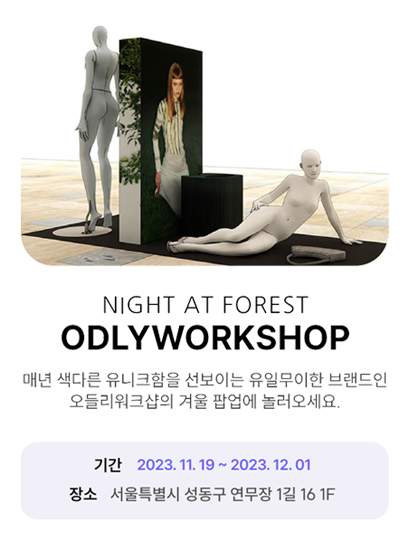 NIGHT AT FOREST
ODLYWORKSHOP
매년 색다른 유니크함을 선보이는 유일무이한 브랜드인
오들리워크샵의 겨울 팝업에 놀러오세요.
기간 2023. 11. 19 ~ 2023. 12. 01
장소 서울특별시 성동구 연무장 1길 16 1F